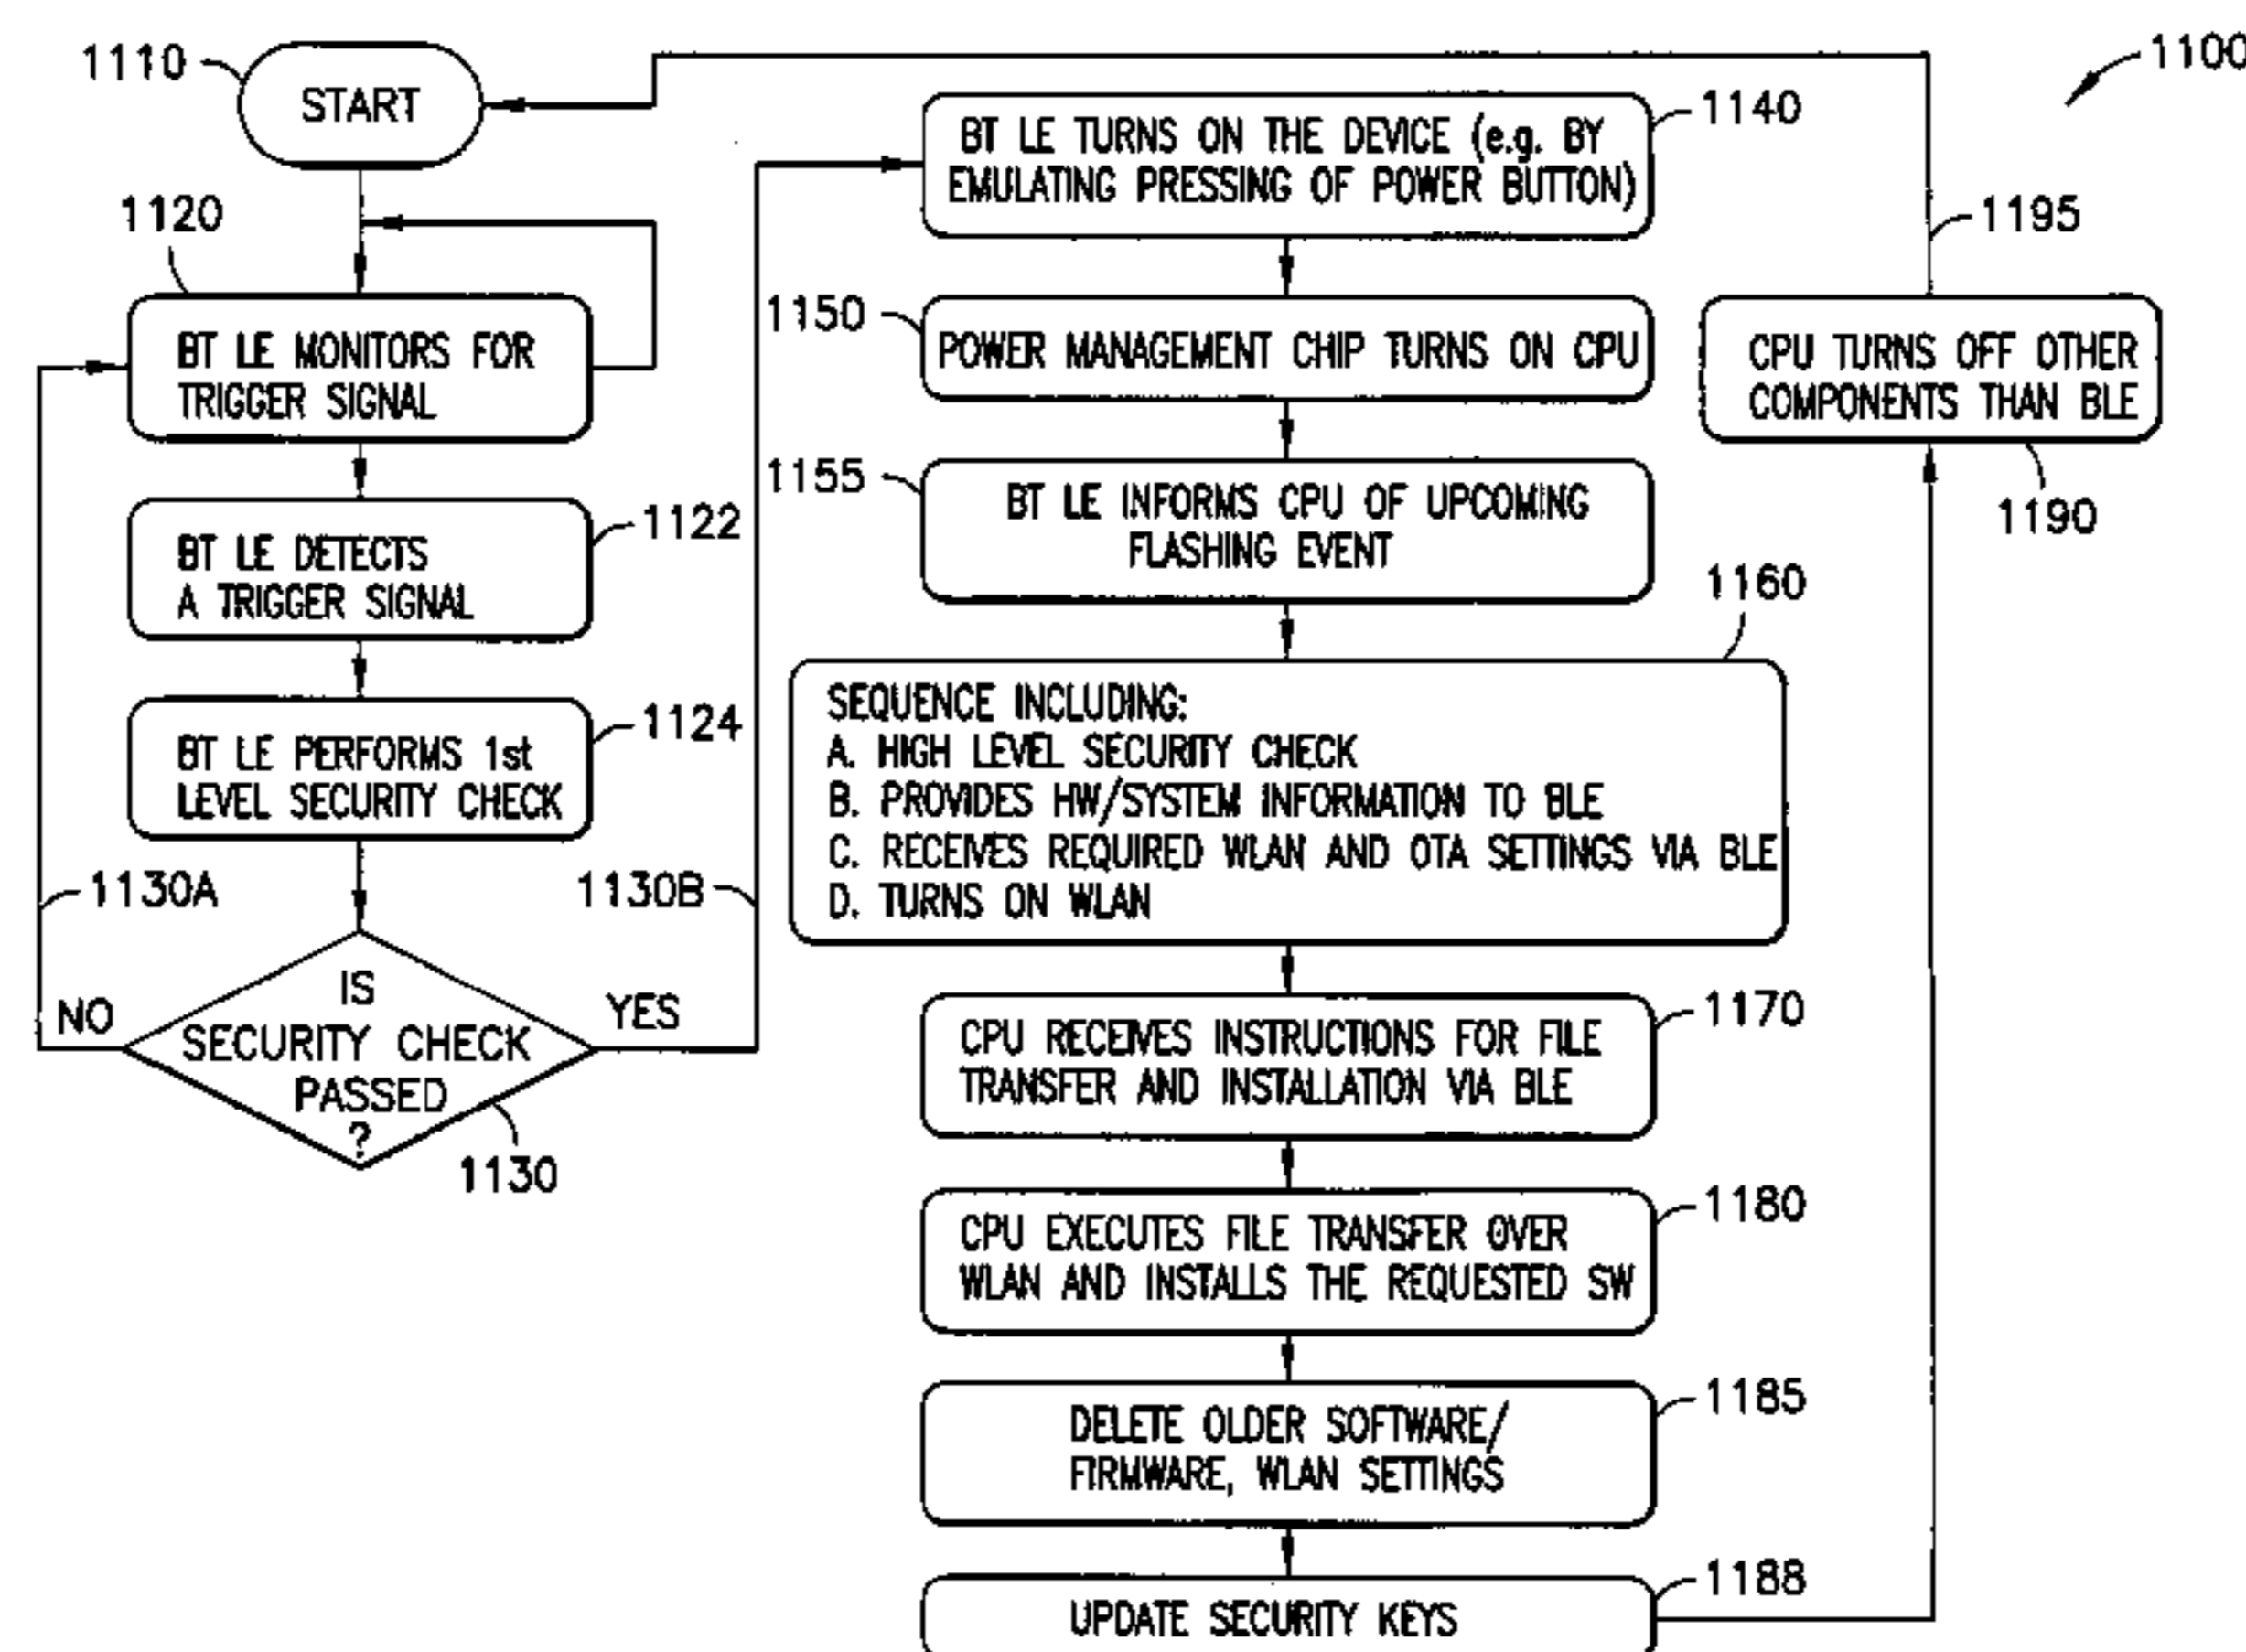 1110
START
1100
1120
BT LE MONITORS FOR
TRIGGER SIGNAL
BT LE DETECTS
A TRIGGER SIGNAL
1122
BT LE PERFORMS 1st
LEVEL SECURITY CHECK
1124
1130A
1130B
NO
IS
SECURITY CHECK
PASSED
?
YES
1130
BT LE TURNS ON THE DEVICE (e.g. BY
EMULATING PRESSING OF POWER BUTTON)
1140
1150
POWER MANAGEMENT CHIP TURNS ON CPU
1155
BT LE INFORMS CPU OF UPCOMING
FLASHING EVENT
1160
SEQUENCE INCLUDING:
A. HIGH LEVEL SECURITY CHECK
B. PROVIDES HW/SYSTEM INFORMATION TO BLE
C. RECEIVES REQUIRED WLAN AND OTA SETTINGS VIA BLE
D. TURNS ON WLAN
CPU RECEIVES INSTRUCTIONS FOR FILE
TRANSFER AND INSTALLATION VIA BLE
1170
CPU EXECUTES FILE TRANSFER OVER
WLAN AND INSTALLS THE REQUESTED SW
1180
DELETE OLDER SOFTWARE/
FIRMWARE, WLAN SETTINGS
1185
UPDATE SECURITY KEYS
1188
CPU TURNS OFF OTHER
COMPONENTS THAN BLE
1190
1195